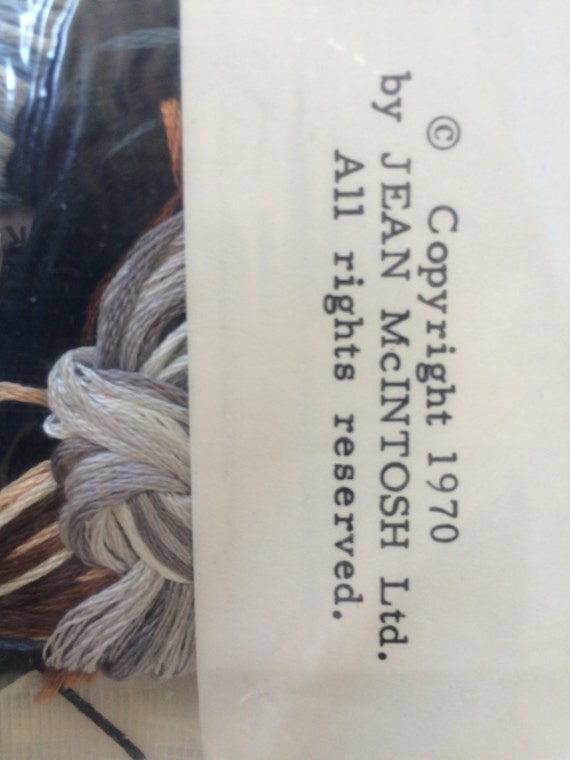 © Copyright 1970
by JEAN McINTOSH Ltd.
All rights reserved.